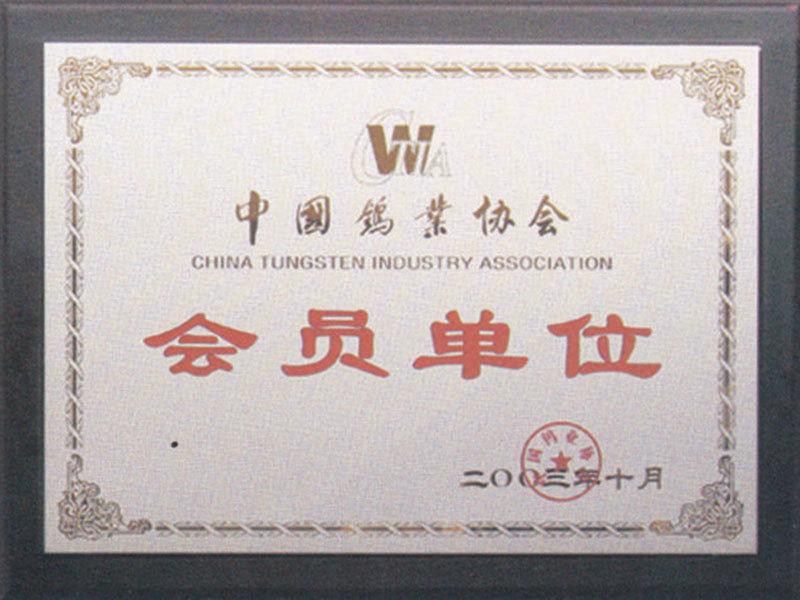 中国钨业协会
CHINA TUNGSTEN INDUSTRY ASSOCIATION
会员单位
二〇〇三年十月